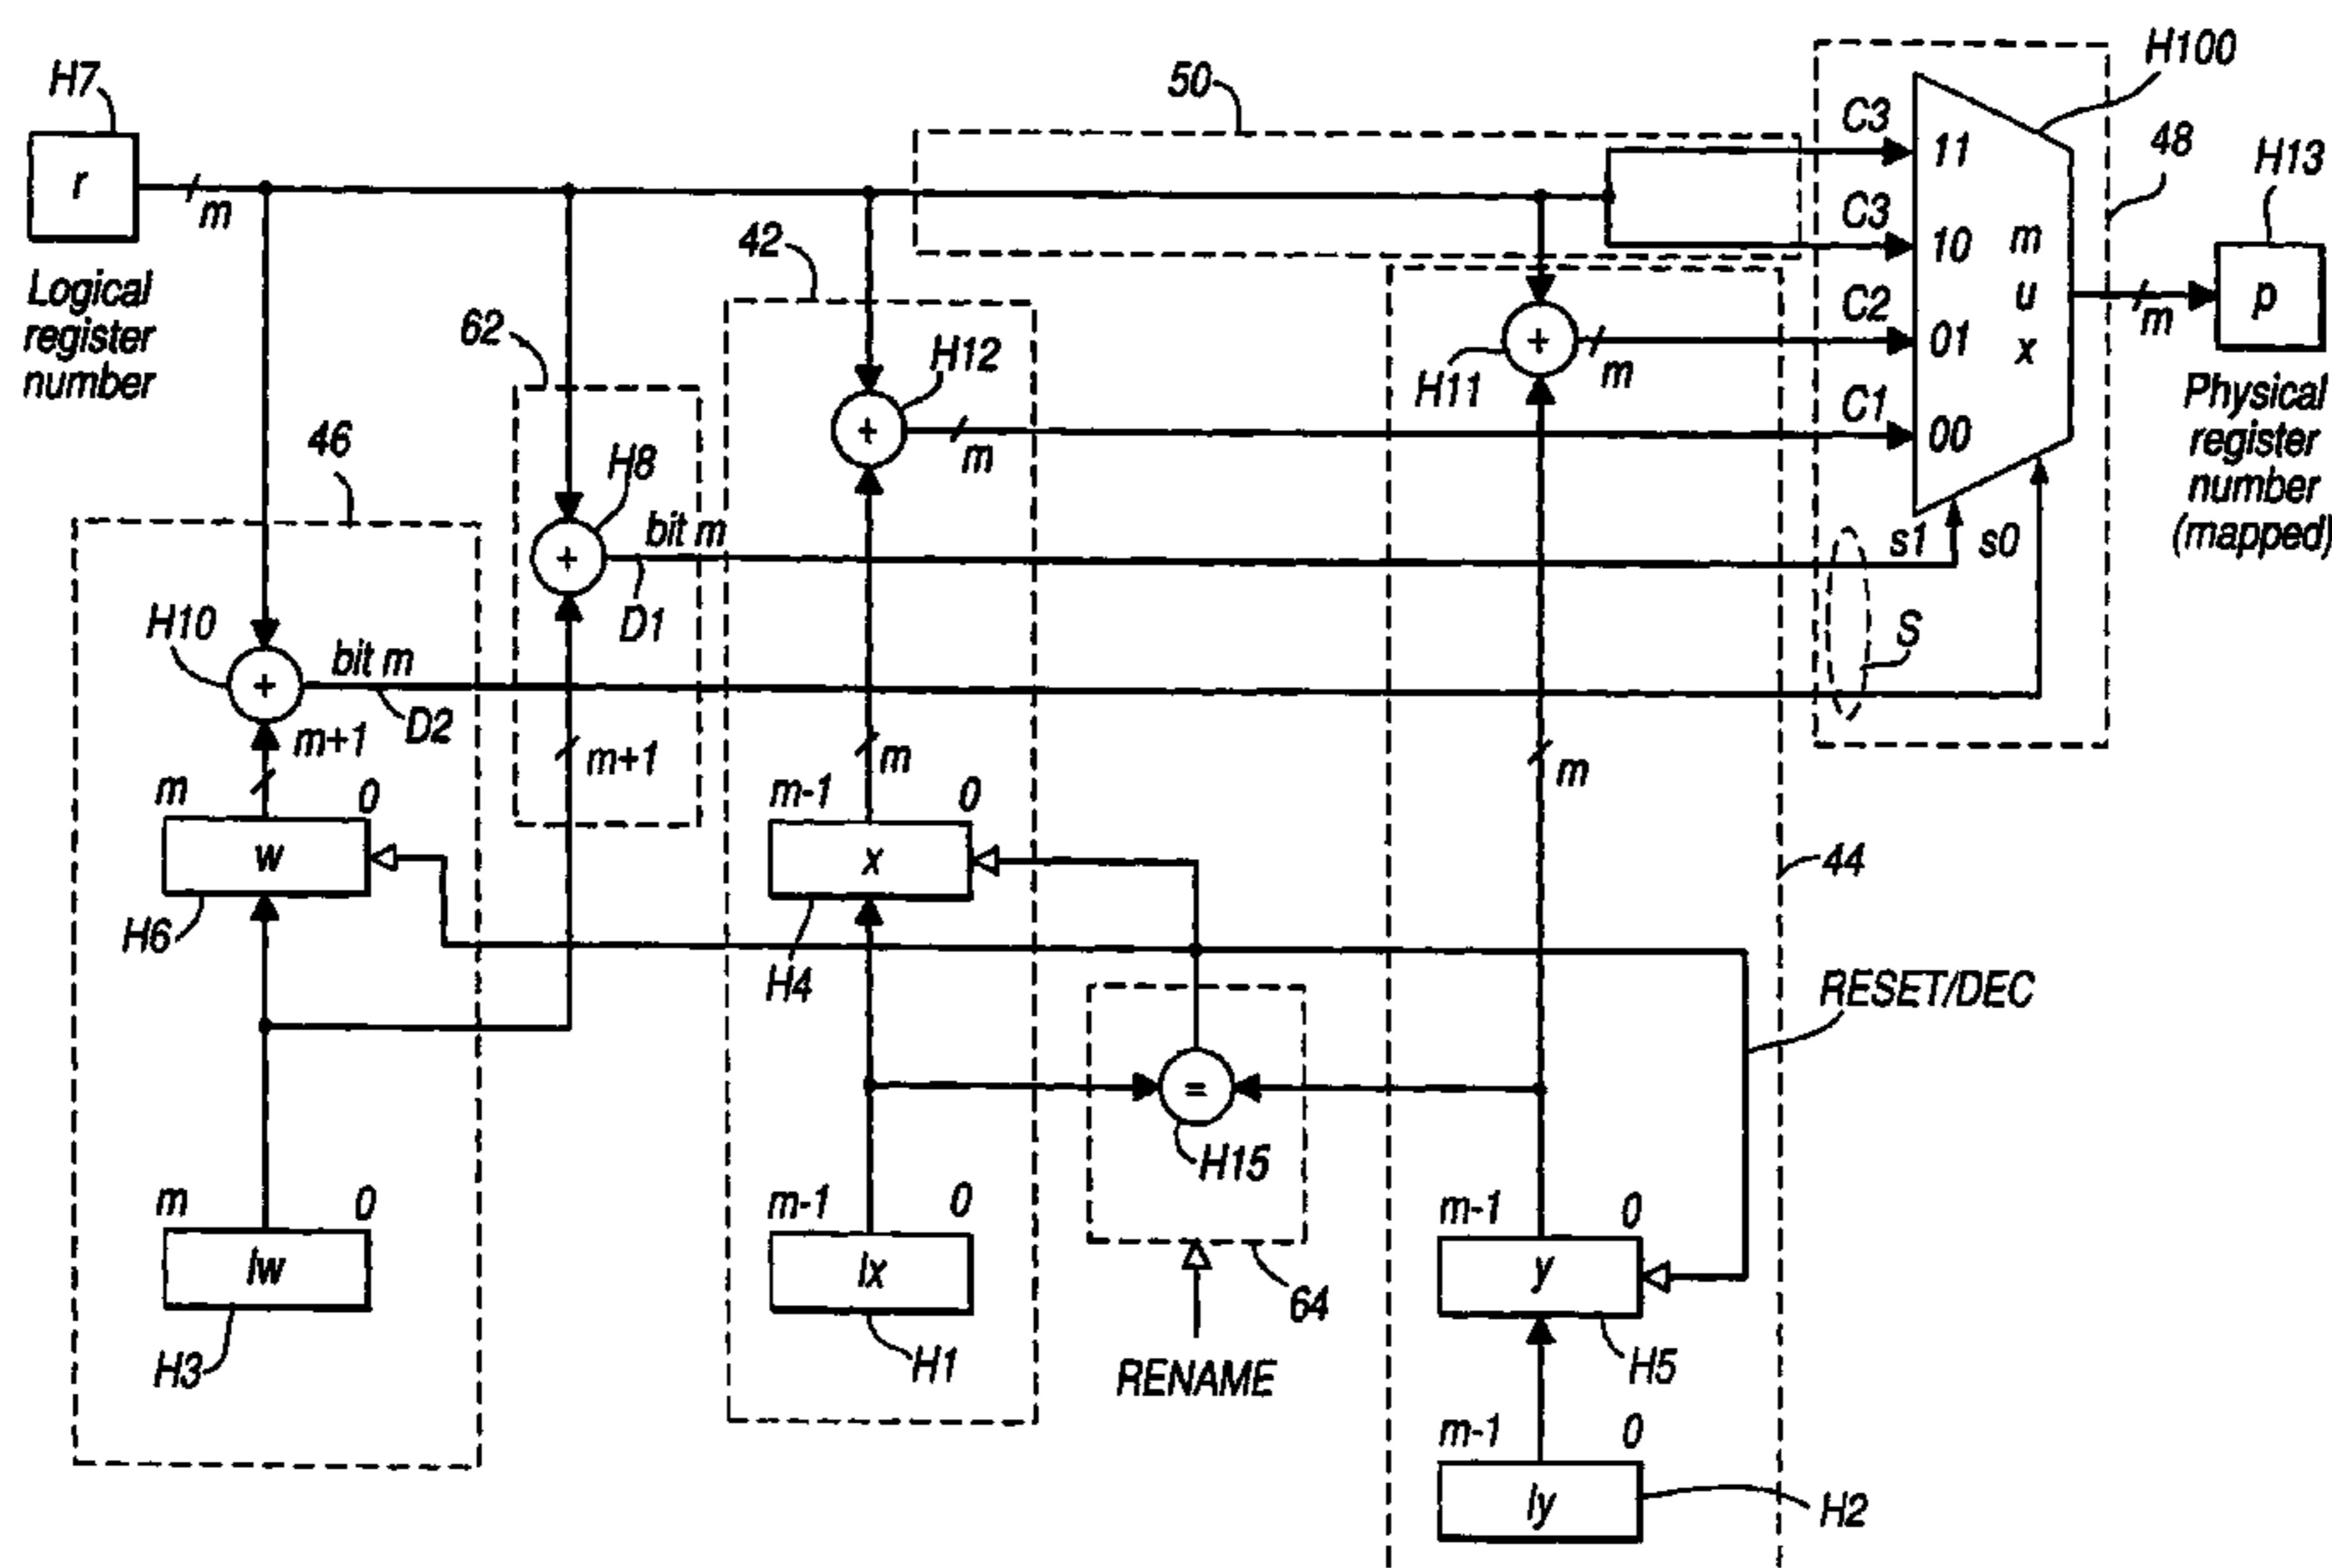 H7
r
m
Logical
register
number
50
H100
48
C3
11
C3
10
C2
01
C1
00
m
u
x
m
H13
p
Physical
register
number
(mapped)
42
62
H12
m
H11
m
46
H8
bit m
D1
s1
s0
S
H10
bit m
D2
m+1
m+1
m
m
m
0
w
H6
m-1
0
x
H4
44
RESET/DEC
H15
=
m
0
lw
H3
m-1
0
lx
H1
64
RENAME
m-1
0
y
H5
m-1
0
ly
H2
+
+
+
+